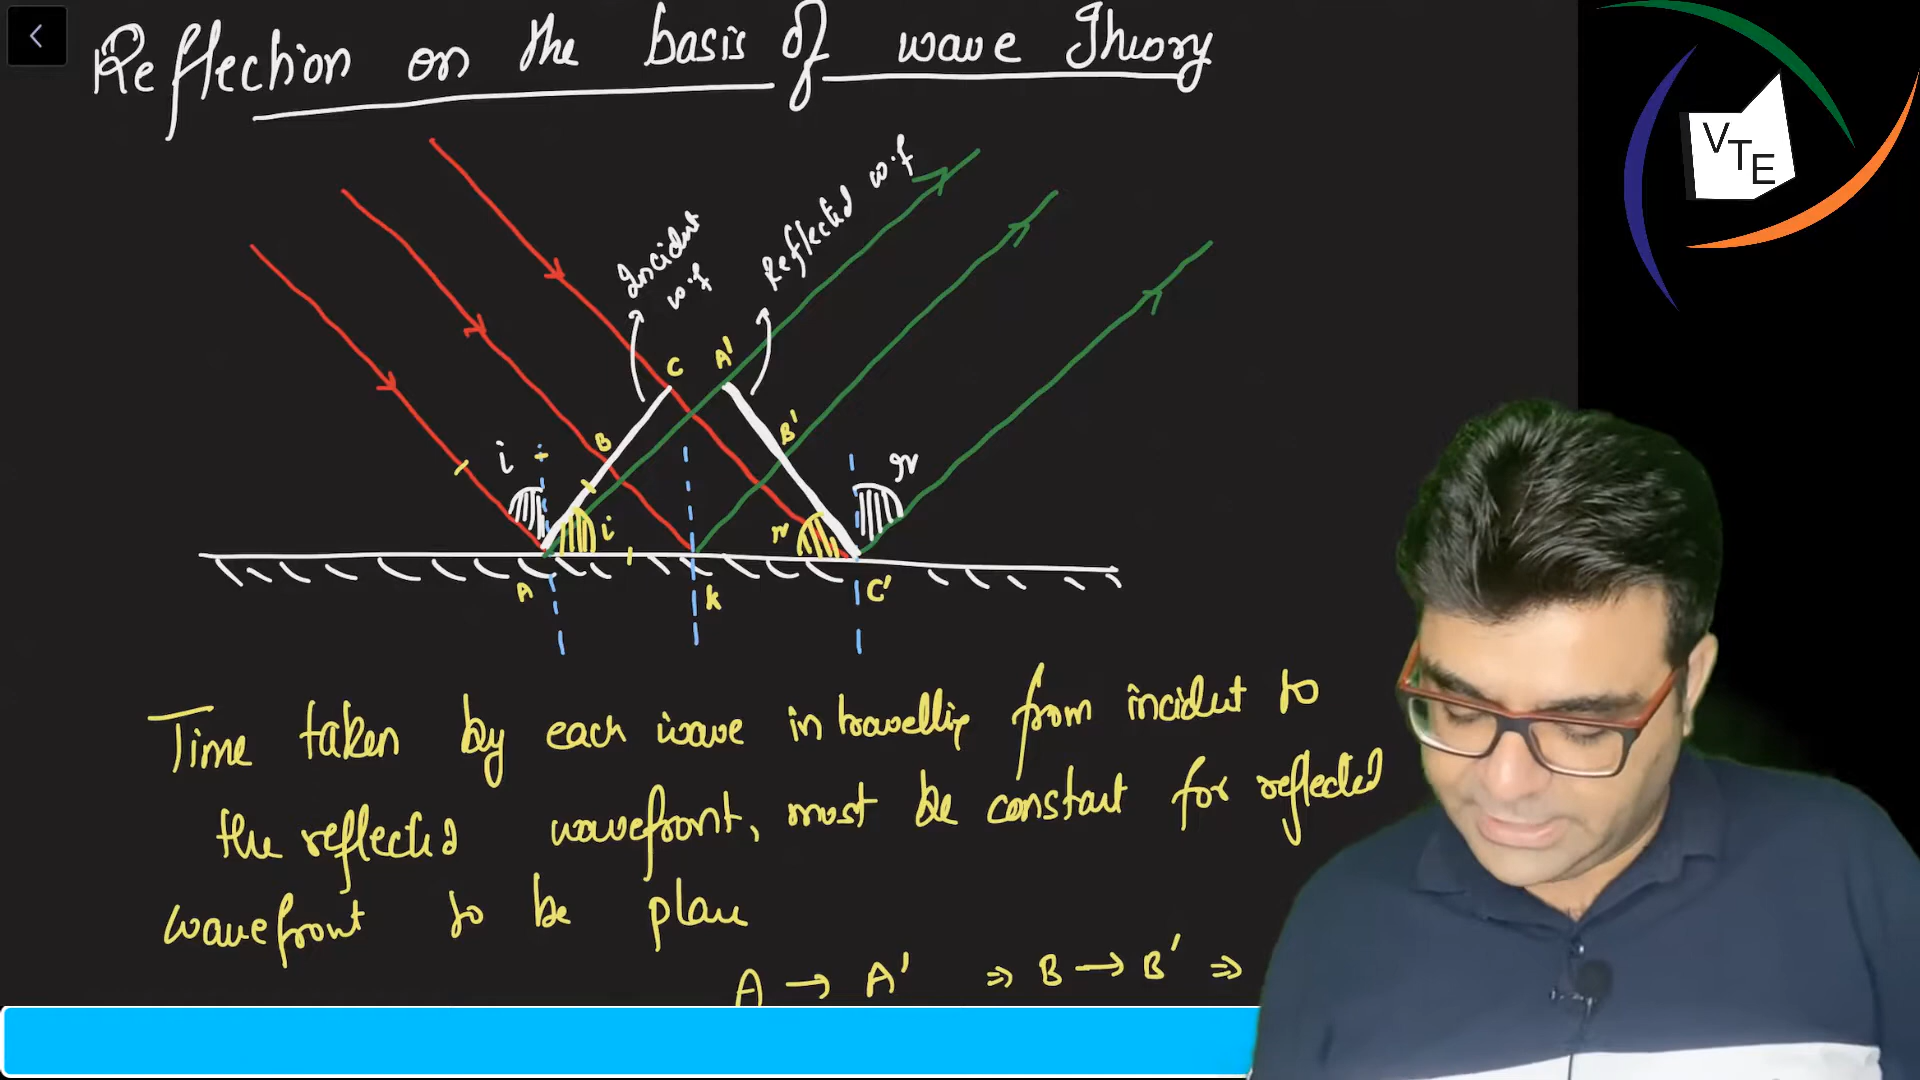 Reflection on the basis of wave Theory
VTE
Incident
w.f
Reflected w.f
C
A'
B
B'
i
r
i
r
A
K
C'
Time taken by each wave in travelling from incident to
the reflected wavefront, must be constant for reflected
wavefront to be plane
A → A' ⇒ B → B' ⇒